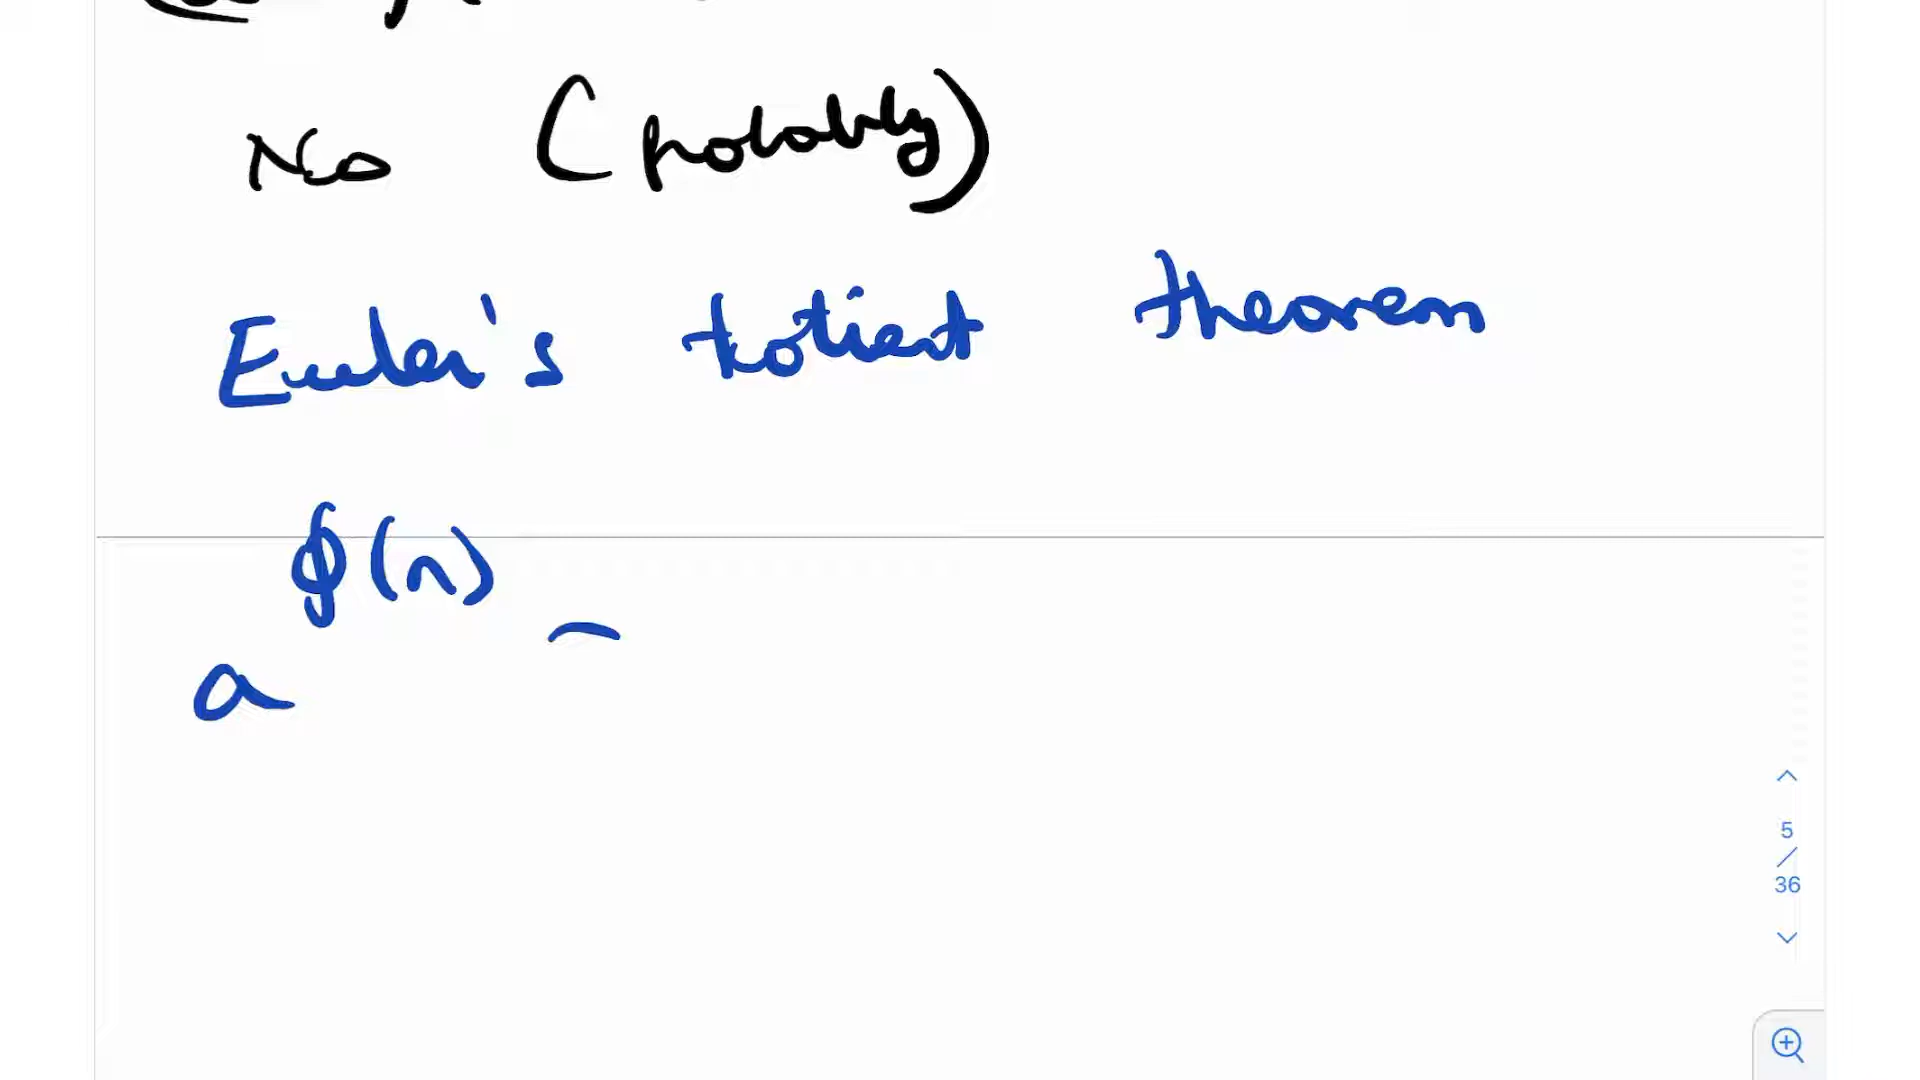 No (probably)
Euler's totient theorem
a^ϕ(n)
5
/
36